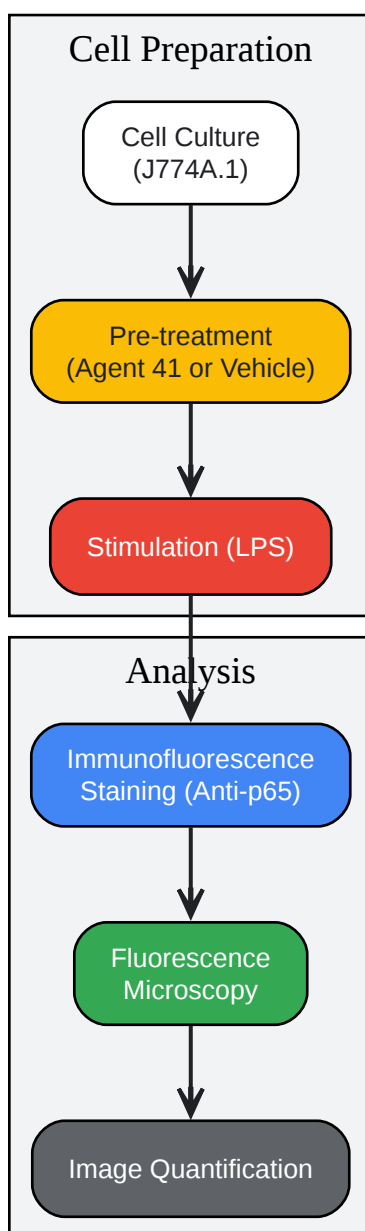 Cell Preparation
Cell Culture
(J774A.1)
Pre-treatment
(Agent 41 or Vehicle)
Stimulation (LPS)
Analysis
Immunofluorescence
Staining (Anti-p65)
Fluorescence
Microscopy
Image Quantification